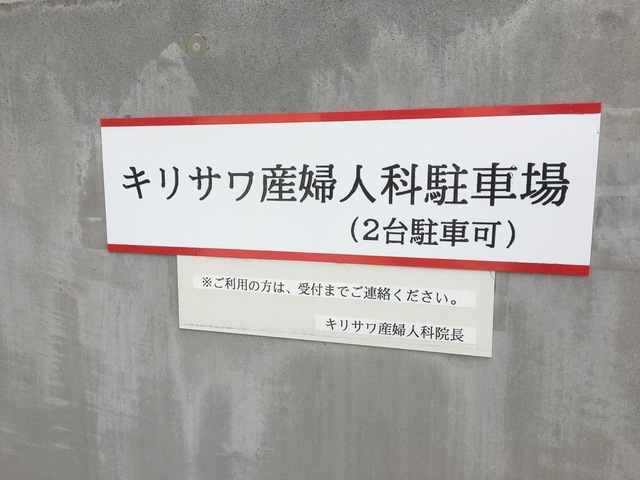 キリサワ産婦人科駐車場
(2台駐車可)
※ご利用の方は、受付までご連絡ください。
キリサワ産婦人科院長